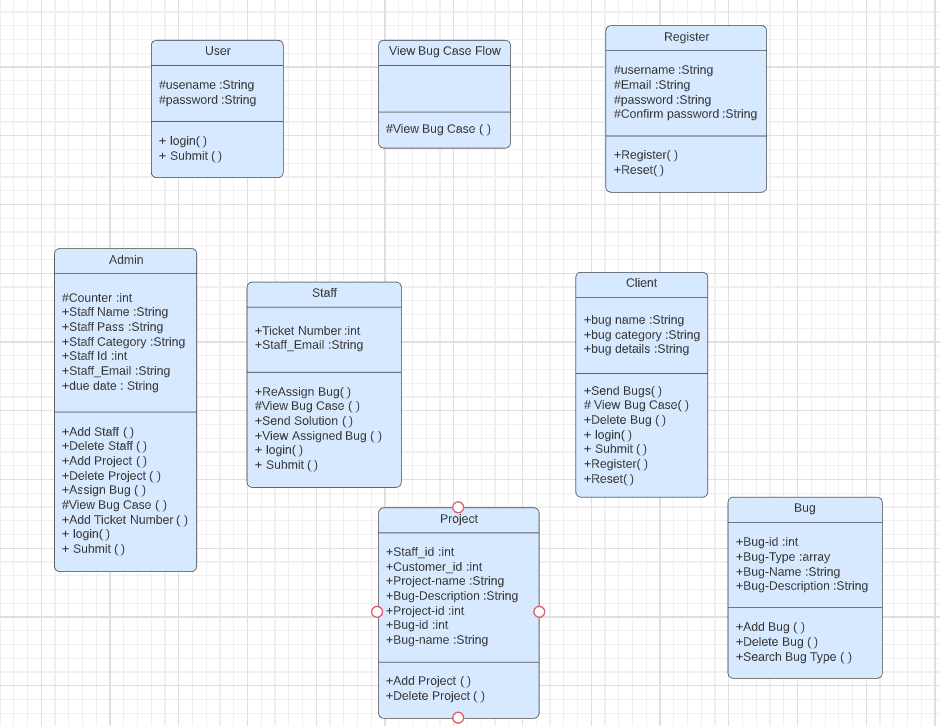 User
#usename :String
#password :String
+ login( )
+ Submit ( )
View Bug Case Flow
#View Bug Case ( )
Register
#username :String
#Email :String
#password :String
#Confirm password :String
+Register( )
+Reset( )
Admin
#Counter :int
+Staff Name :String
+Staff Pass :String
+Staff Category :String
+Staff Id :int
+Staff_Email :String
+due date : String
+Add Staff ( )
+Delete Staff ( )
+Add Project ( )
+Delete Project ( )
+Assign Bug ( )
#View Bug Case ( )
+Add Ticket Number ( )
+ login( )
+ Submit ( )
Staff
+Ticket Number :int
+Staff_Email :String
+ReAssign Bug( )
#View Bug Case ( )
+Send Solution ( )
+View Assigned Bug ( )
+ login( )
+ Submit ( )
Client
+bug name :String
+bug category :String
+bug details :String
+Send Bugs( )
# View Bug Case( )
+Delete Bug ( )
+ login( )
+ Submit ( )
+Register( )
+Reset( )
Project
+Staff_id :int
+Customer_id :int
+Project-name :String
+Bug-Description :String
+Project-id :int
+Bug-id :int
+Bug-name :String
+Add Project ( )
+Delete Project ( )
Bug
+Bug-id :int
+Bug-Type :array
+Bug-Name :String
+Bug-Description :String
+Add Bug ( )
+Delete Bug ( )
+Search Bug Type ( )